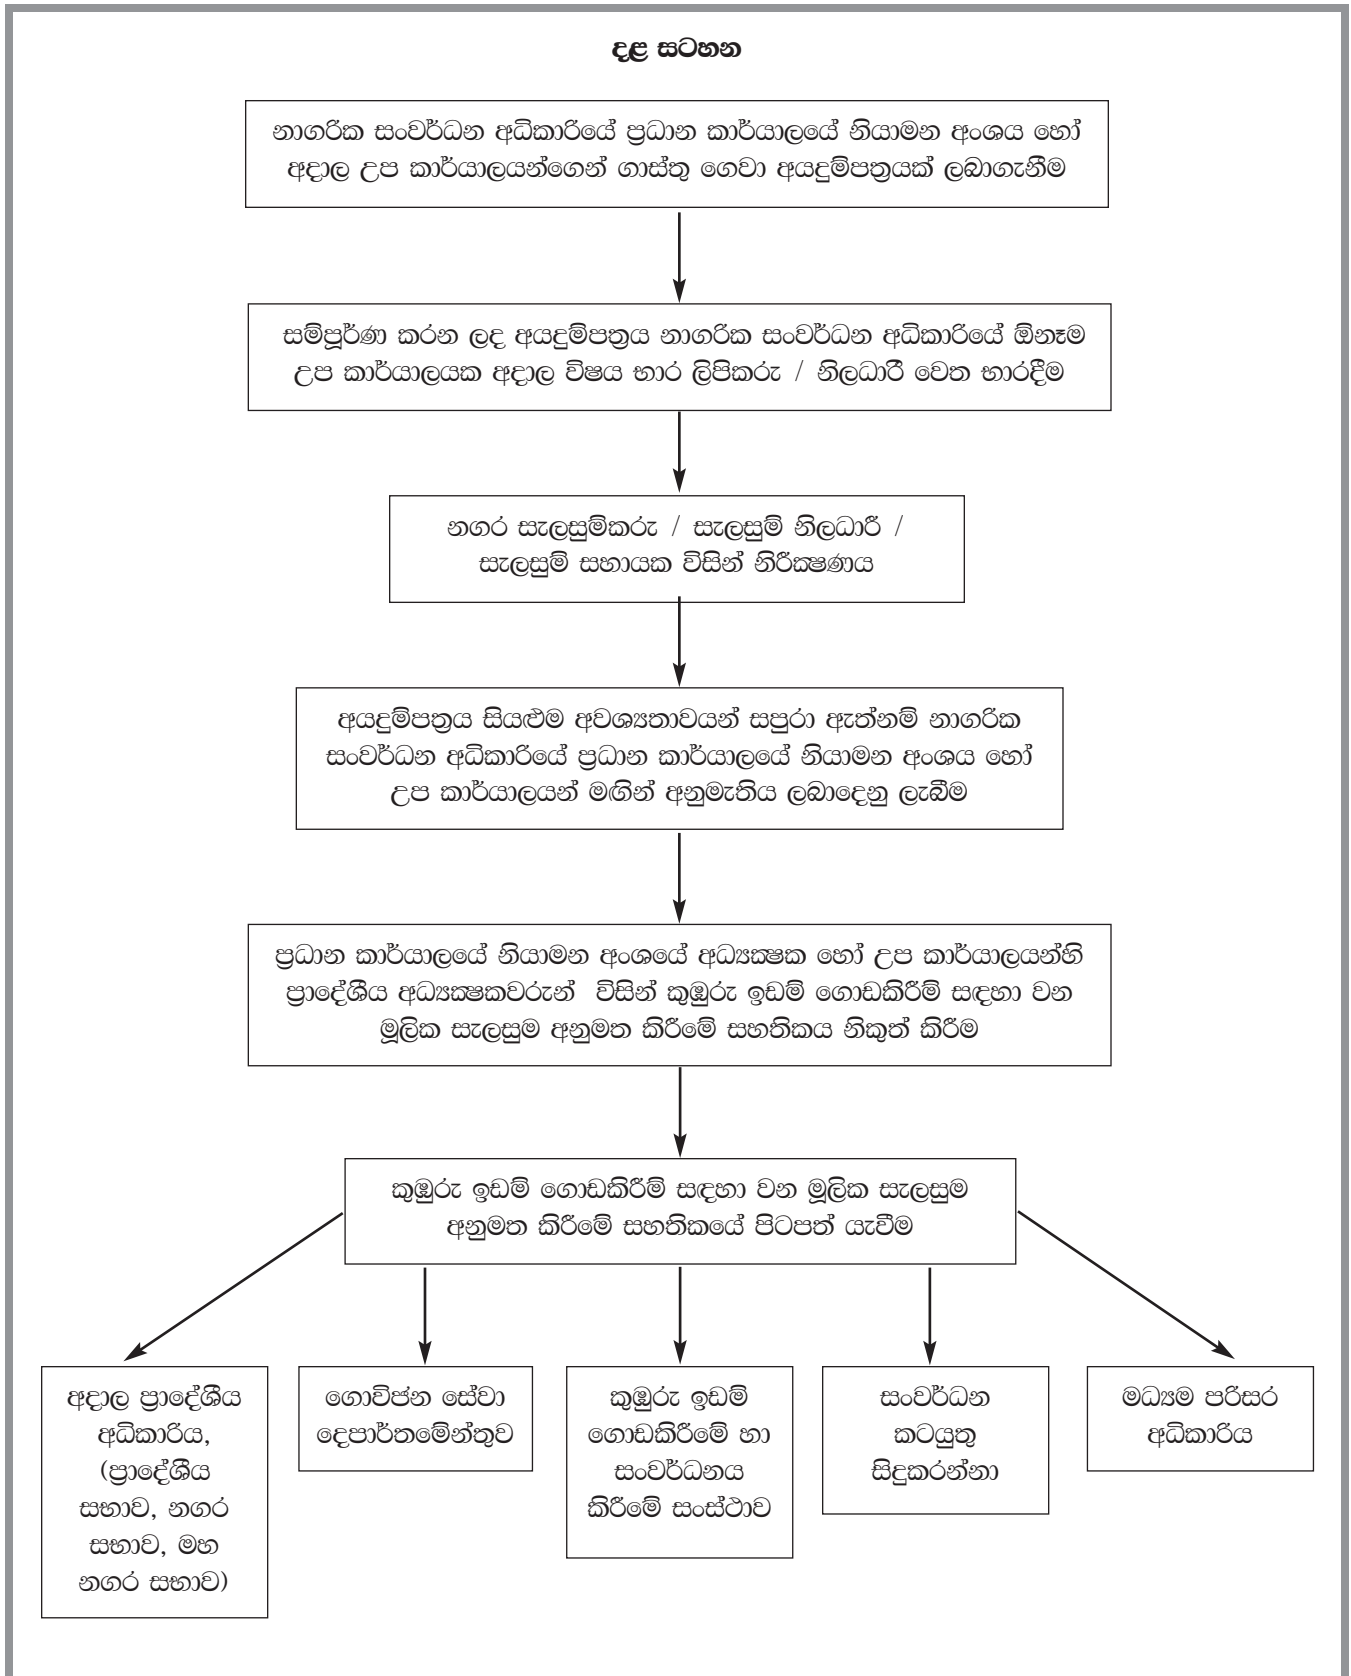 දළ සටහන
නාගරික සංවර්ධන අධිකාරියේ ප්‍රධාන කාර්යාලයේ නියාමන අංශය හෝ
අදාල උප කාර්යාලයන්ගෙන් ගාස්තු ගෙවා අයදුම්පත්‍රයක් ලබාගැනීම
සම්පූර්ණ කරන ලද අයදුම්පත්‍රය නාගරික සංවර්ධන අධිකාරියේ ඕනෑම
උප කාර්යාලයක අදාල විෂය භාර ලිපිකරු / නිලධාරී වෙත භාරදීම
නගර සැලසුම්කරු / සැලසුම් නිලධාරී /
සැලසුම් සහායක විසින් නිරීක්‍ෂණය
අයදුම්පත්‍රය සියළුම අවශ්‍යතාවයන් සපුරා ඇත්නම් නාගරික
සංවර්ධන අධිකාරියේ ප්‍රධාන කාර්යාලයේ නියාමන අංශය හෝ
උප කාර්යාලයන් මඟින් අනුමැතිය ලබාදෙනු ලැබීම
ප්‍රධාන කාර්යාලයේ නියාමන අංශයේ අධ්‍යක්‍ෂක හෝ උප කාර්යාලයන්හි
ප්‍රාදේශීය අධ්‍යක්‍ෂකවරුන් විසින් කුඹුරු ඉඩම් ගොඩකිරීම් සඳහා වන
මූලික සැලසුම අනුමත කිරීමේ සහතිකය නිකුත් කිරීම
කුඹුරු ඉඩම් ගොඩකිරීම් සඳහා වන මූලික සැලසුම
අනුමත කිරීමේ සහතිකයේ පිටපත් යැවීම
අදාල ප්‍රාදේශීය
අධිකාරිය,
(ප්‍රාදේශීය
සභාව, නගර
සභාව, මහ
නගර සභාව)
ගොවිජන සේවා
දෙපාර්තමේන්තුව
කුඹුරු ඉඩම්
ගොඩකිරීමේ හා
සංවර්ධනය
කිරීමේ සංස්ථාව
සංවර්ධන
කටයුතු
සිදුකරන්නා
මධ්‍යම පරිසර
අධිකාරිය